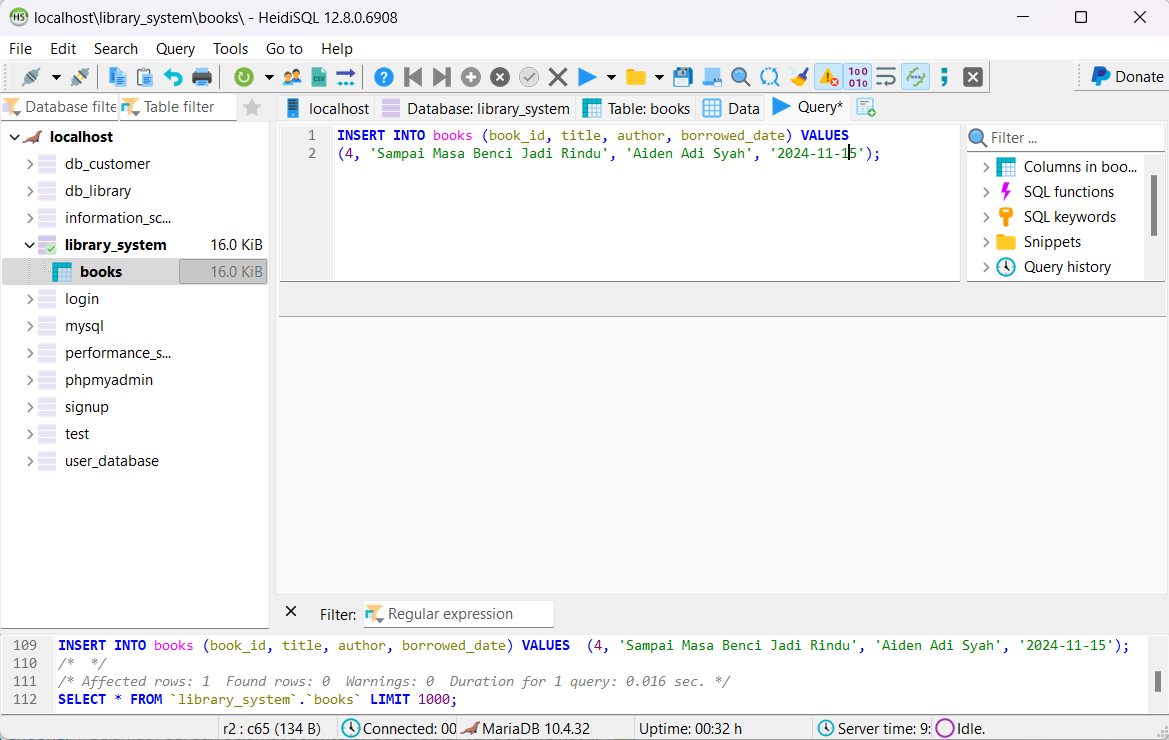 localhost\library_system\books\ - HeidiSQL 12.8.0.6908
File Edit Search Query Tools Go to Help
Donate
Database filte Table filter
localhost Database: library_system Table: books Data Query*
localhost
db_customer
db_library
information_sc...
library_system 16.0 KiB
books 16.0 KiB
login
mysql
performance_s...
phpmyadmin
signup
test
user_database
1 INSERT INTO books (book_id, title, author, borrowed_date) VALUES
2 (4, 'Sampai Masa Benci Jadi Rindu', 'Aiden Adi Syah', '2024-11-15');
Filter ...
Columns in boo...
SQL functions
SQL keywords
Snippets
Query history
Filter: Regular expression
109 INSERT INTO books (book_id, title, author, borrowed_date) VALUES  (4, 'Sampai Masa Benci Jadi Rindu', 'Aiden Adi Syah', '2024-11-15');
110 /*  */
111 /* Affected rows: 1  Found rows: 0  Warnings: 0  Duration for 1 query: 0.016 sec. */
112 SELECT * FROM `library_system`.`books` LIMIT 1000;
r2 : c65 (134 B) Connected: 00 MariaDB 10.4.32 Uptime: 00:32 h Server time: 9: Idle.